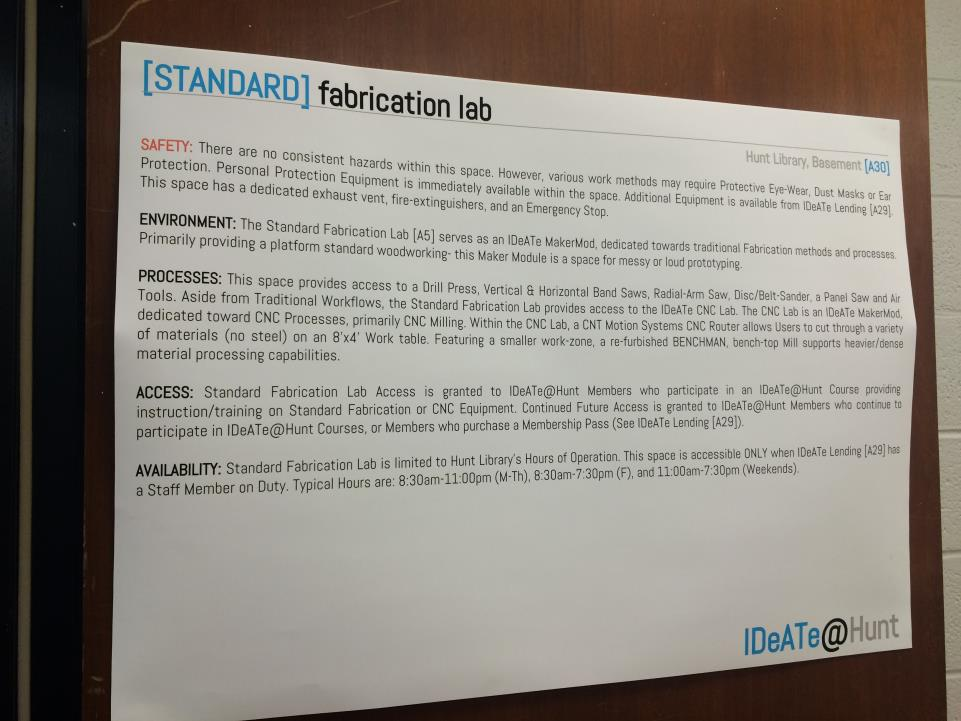 [STANDARD] fabrication lab
Hunt Library, Basement [A30]
SAFETY: There are no consistent hazards within this space. However, various work methods may require Protective Eye-Wear, Dust Masks or Ear
Protection. Personal Protection Equipment is immediately available within the space. Additional Equipment is available from IDeATe Lending [A29].
This space has a dedicated exhaust vent, fire-extinguishers, and an Emergency Stop.
ENVIRONMENT: The Standard Fabrication Lab [A5] serves as an IDeATe MakerMod, dedicated towards traditional Fabrication methods and processes.
Primarily providing a platform standard woodworking- this Maker Module is a space for messy or loud prototyping.
PROCESSES: This space provides access to a Drill Press, Vertical & Horizontal Band Saws, Radial-Arm Saw, Disc/Belt-Sander, a Panel Saw and Air
Tools. Aside from Traditional Workflows, the Standard Fabrication Lab provides access to the IDeATe CNC Lab. The CNC Lab is an IDeATe MakerMod,
dedicated toward CNC Processes, primarily CNC Milling. Within the CNC Lab, a CNT Motion Systems CNC Router allows Users to cut through a variety
of materials (no steel) on an 8'x4' Work table. Featuring a smaller work-zone, a re-furbished BENCHMAN, bench-top Mill supports heavier/dense
material processing capabilities.
ACCESS: Standard Fabrication Lab Access is granted to IDeATe@Hunt Members who participate in an IDeATe@Hunt Course providing
instruction/training on Standard Fabrication or CNC Equipment. Continued Future Access is granted to IDeATe@Hunt Members who continue to
participate in IDeATe@Hunt Courses, or Members who purchase a Membership Pass (See IDeATe Lending [A29]).
AVAILABILITY: Standard Fabrication Lab is limited to Hunt Library's Hours of Operation. This space is accessible ONLY when IDeATe Lending [A29] has
a Staff Member on Duty. Typical Hours are: 8:30am-11:00pm (M-Th), 8:30am-7:30pm (F), and 11:00am-7:30pm (Weekends).
IDeATe@Hunt